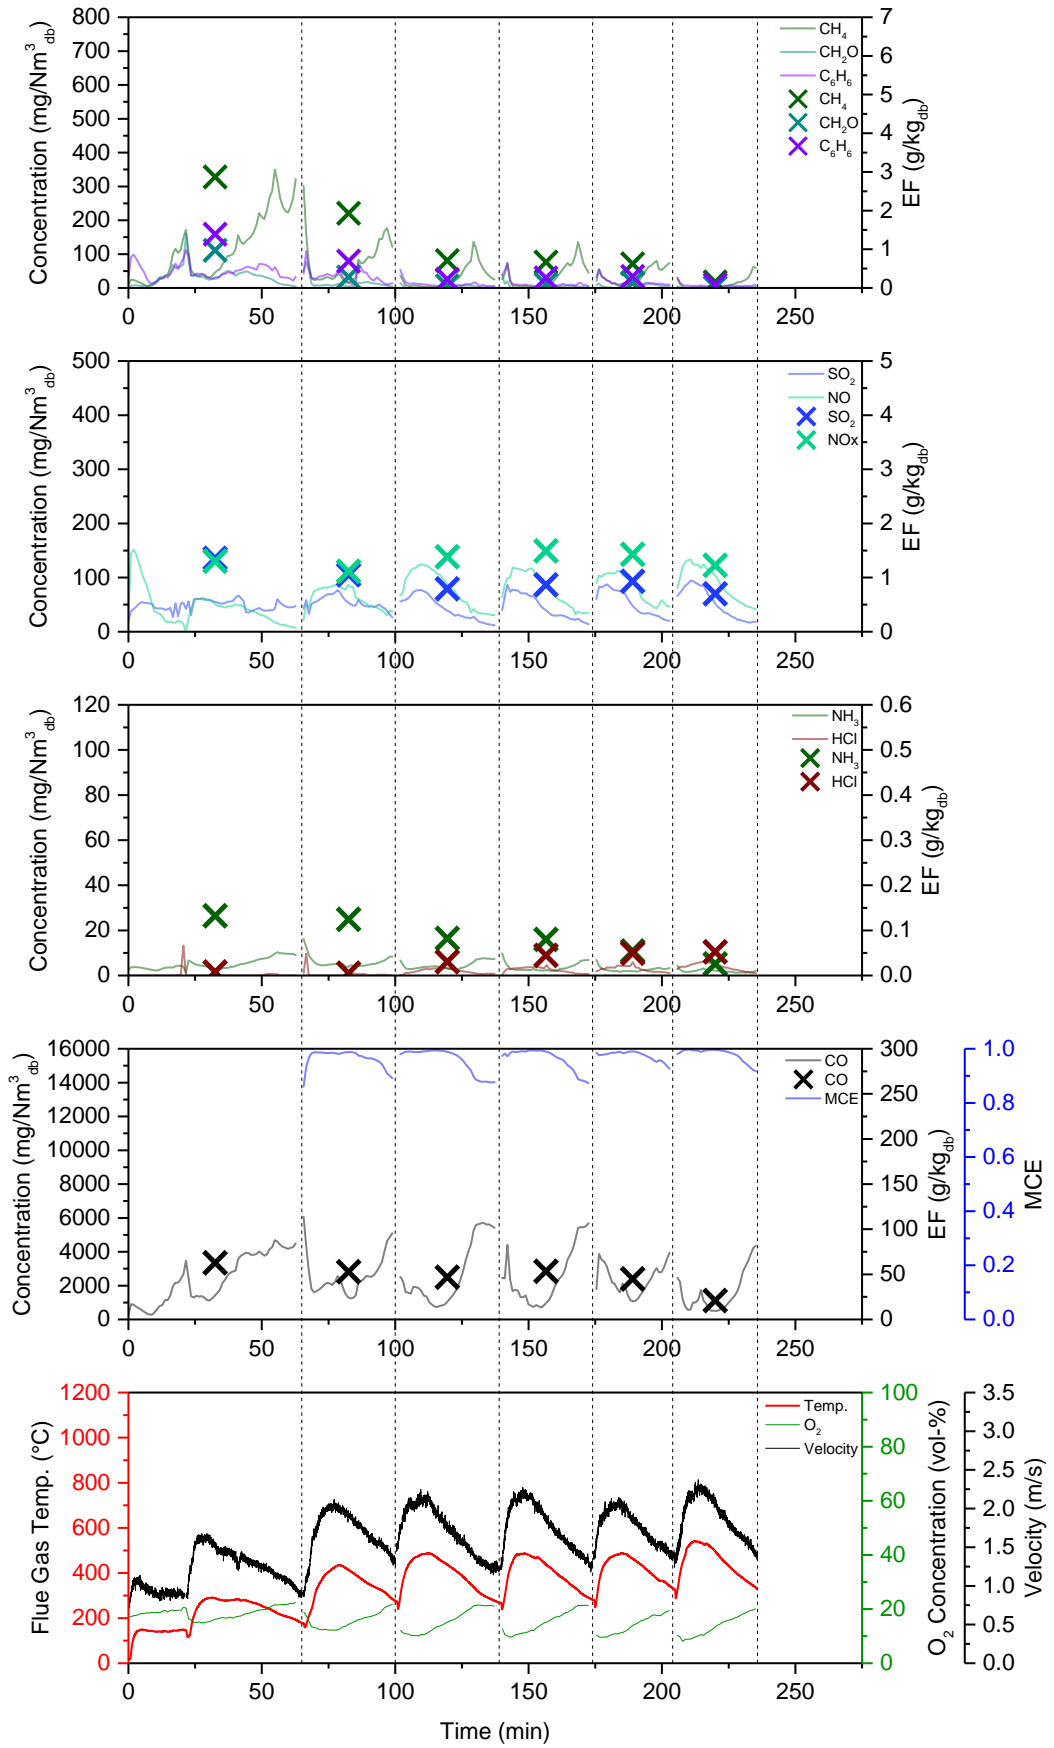 800
700
600
500
400
300
200
100
0
Concentration (mg/Nm³db)
CH₄
CH₂O
C₆H₆
CH₄
CH₂O
C₆H₆
7
6
5
4
3
2
1
0
EF (g/kgdb)
0 50 100 150 200 250
500
400
300
200
100
0
Concentration (mg/Nm³db)
SO₂
NO
SO₂
NOx
5
4
3
2
1
0
EF (g/kgdb)
0 50 100 150 200 250
120
100
80
60
40
20
0
Concentration (mg/Nm³db)
NH₃
HCl
NH₃
HCl
0.6
0.5
0.4
0.3
0.2
0.1
0.0
EF (g/kgdb)
0 50 100 150 200 250
16000
14000
12000
10000
8000
6000
4000
2000
0
Concentration (mg/Nm³db)
CO
CO
MCE
300
250
200
150
100
50
0
EF (g/kgdb)
1.0
0.8
0.6
0.4
0.2
0.0
MCE
0 50 100 150 200 250
1200
1000
800
600
400
200
0
Flue Gas Temp. (°C)
Temp.
O₂
Velocity
100
80
60
40
20
0
O₂ Concentration (vol-%)
3.5
3.0
2.5
2.0
1.5
1.0
0.5
0.0
Velocity (m/s)
0 50 100 150 200 250
Time (min)